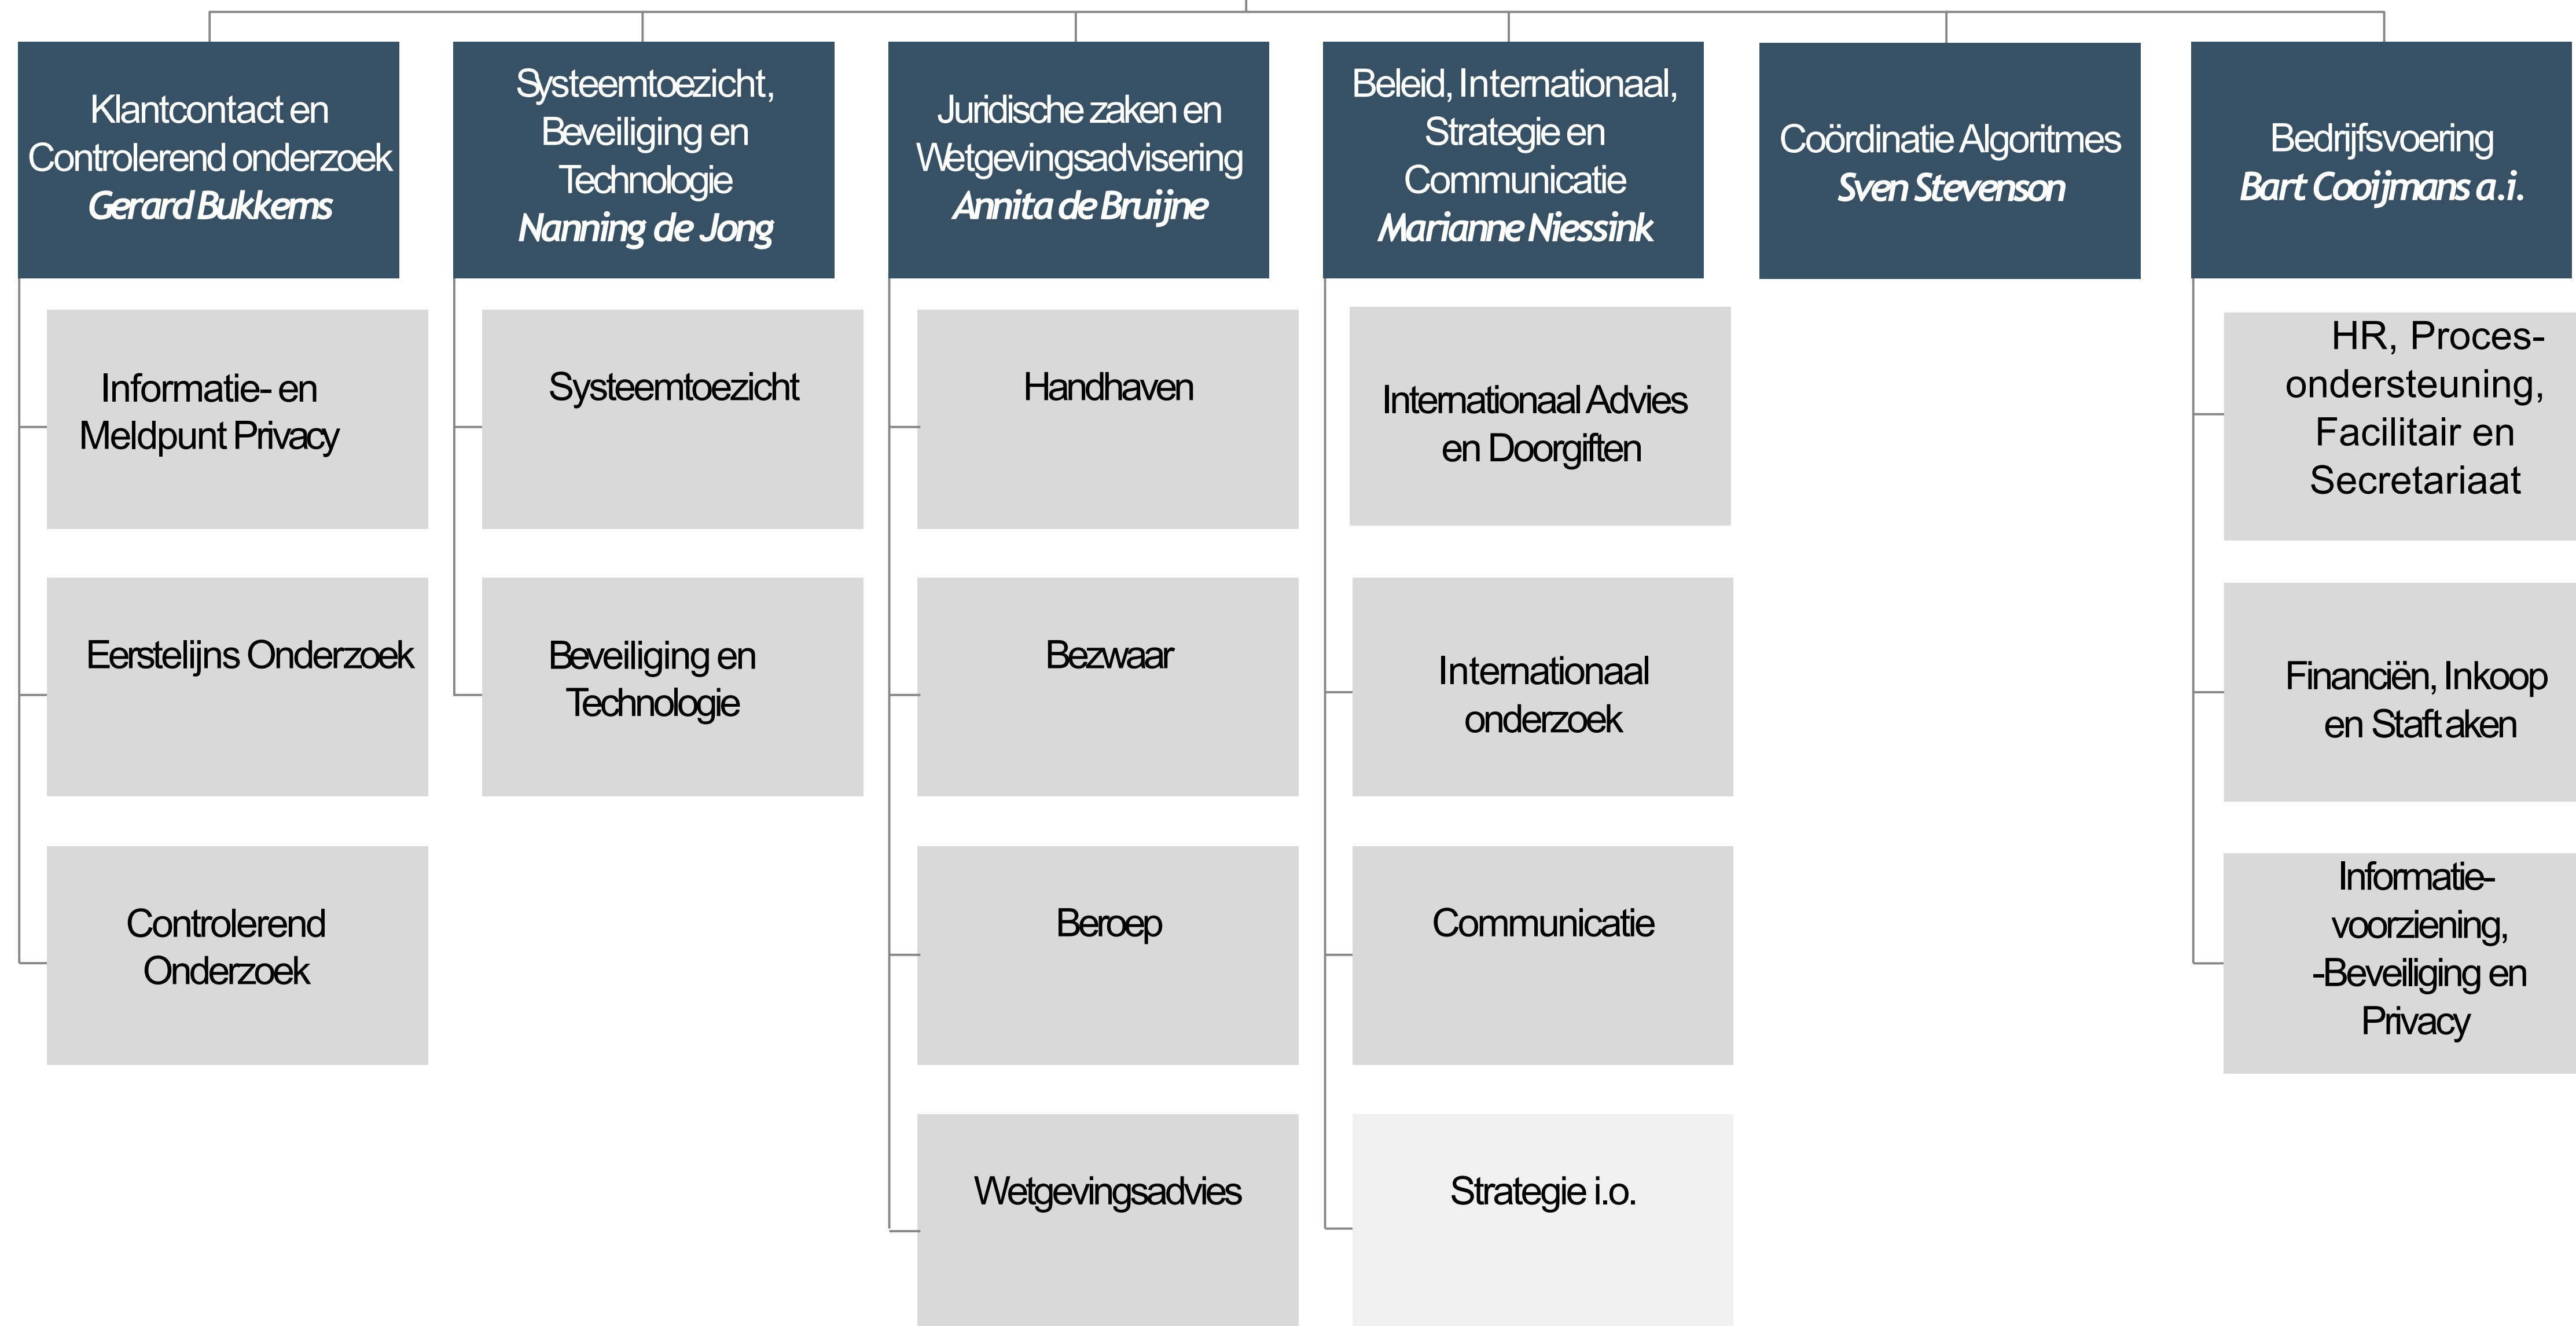 Klantcontact en
Controlerend onderzoek
Gerard Bukkems
Systeemtoezicht,
Beveiliging en
Technologie
Nanning de Jong
Juridische zaken en
Wetgevingsadvisering
Annita de Bruijne
Beleid, Internationaal,
Strategie en
Communicatie
Marianne Niessink
Coördinatie Algoritmes
Sven Stevenson
Bedrijfsvoering
Bart Cooijmans a.i.
Informatie- en
Meldpunt Privacy
Eerstelijns Onderzoek
Controlerend
Onderzoek
Systeemtoezicht
Beveiliging en
Technologie
Handhaven
Bezwaar
Beroep
Wetgevingsadvies
Internationaal Advies
en Doorgiften
Internationaal
onderzoek
Communicatie
Strategie i.o.
HR, Proces-
ondersteuning,
Facilitair en
Secretariaat
Financiën, Inkoop
en Staftaken
Informatie-
voorziening,
-Beveiliging en
Privacy